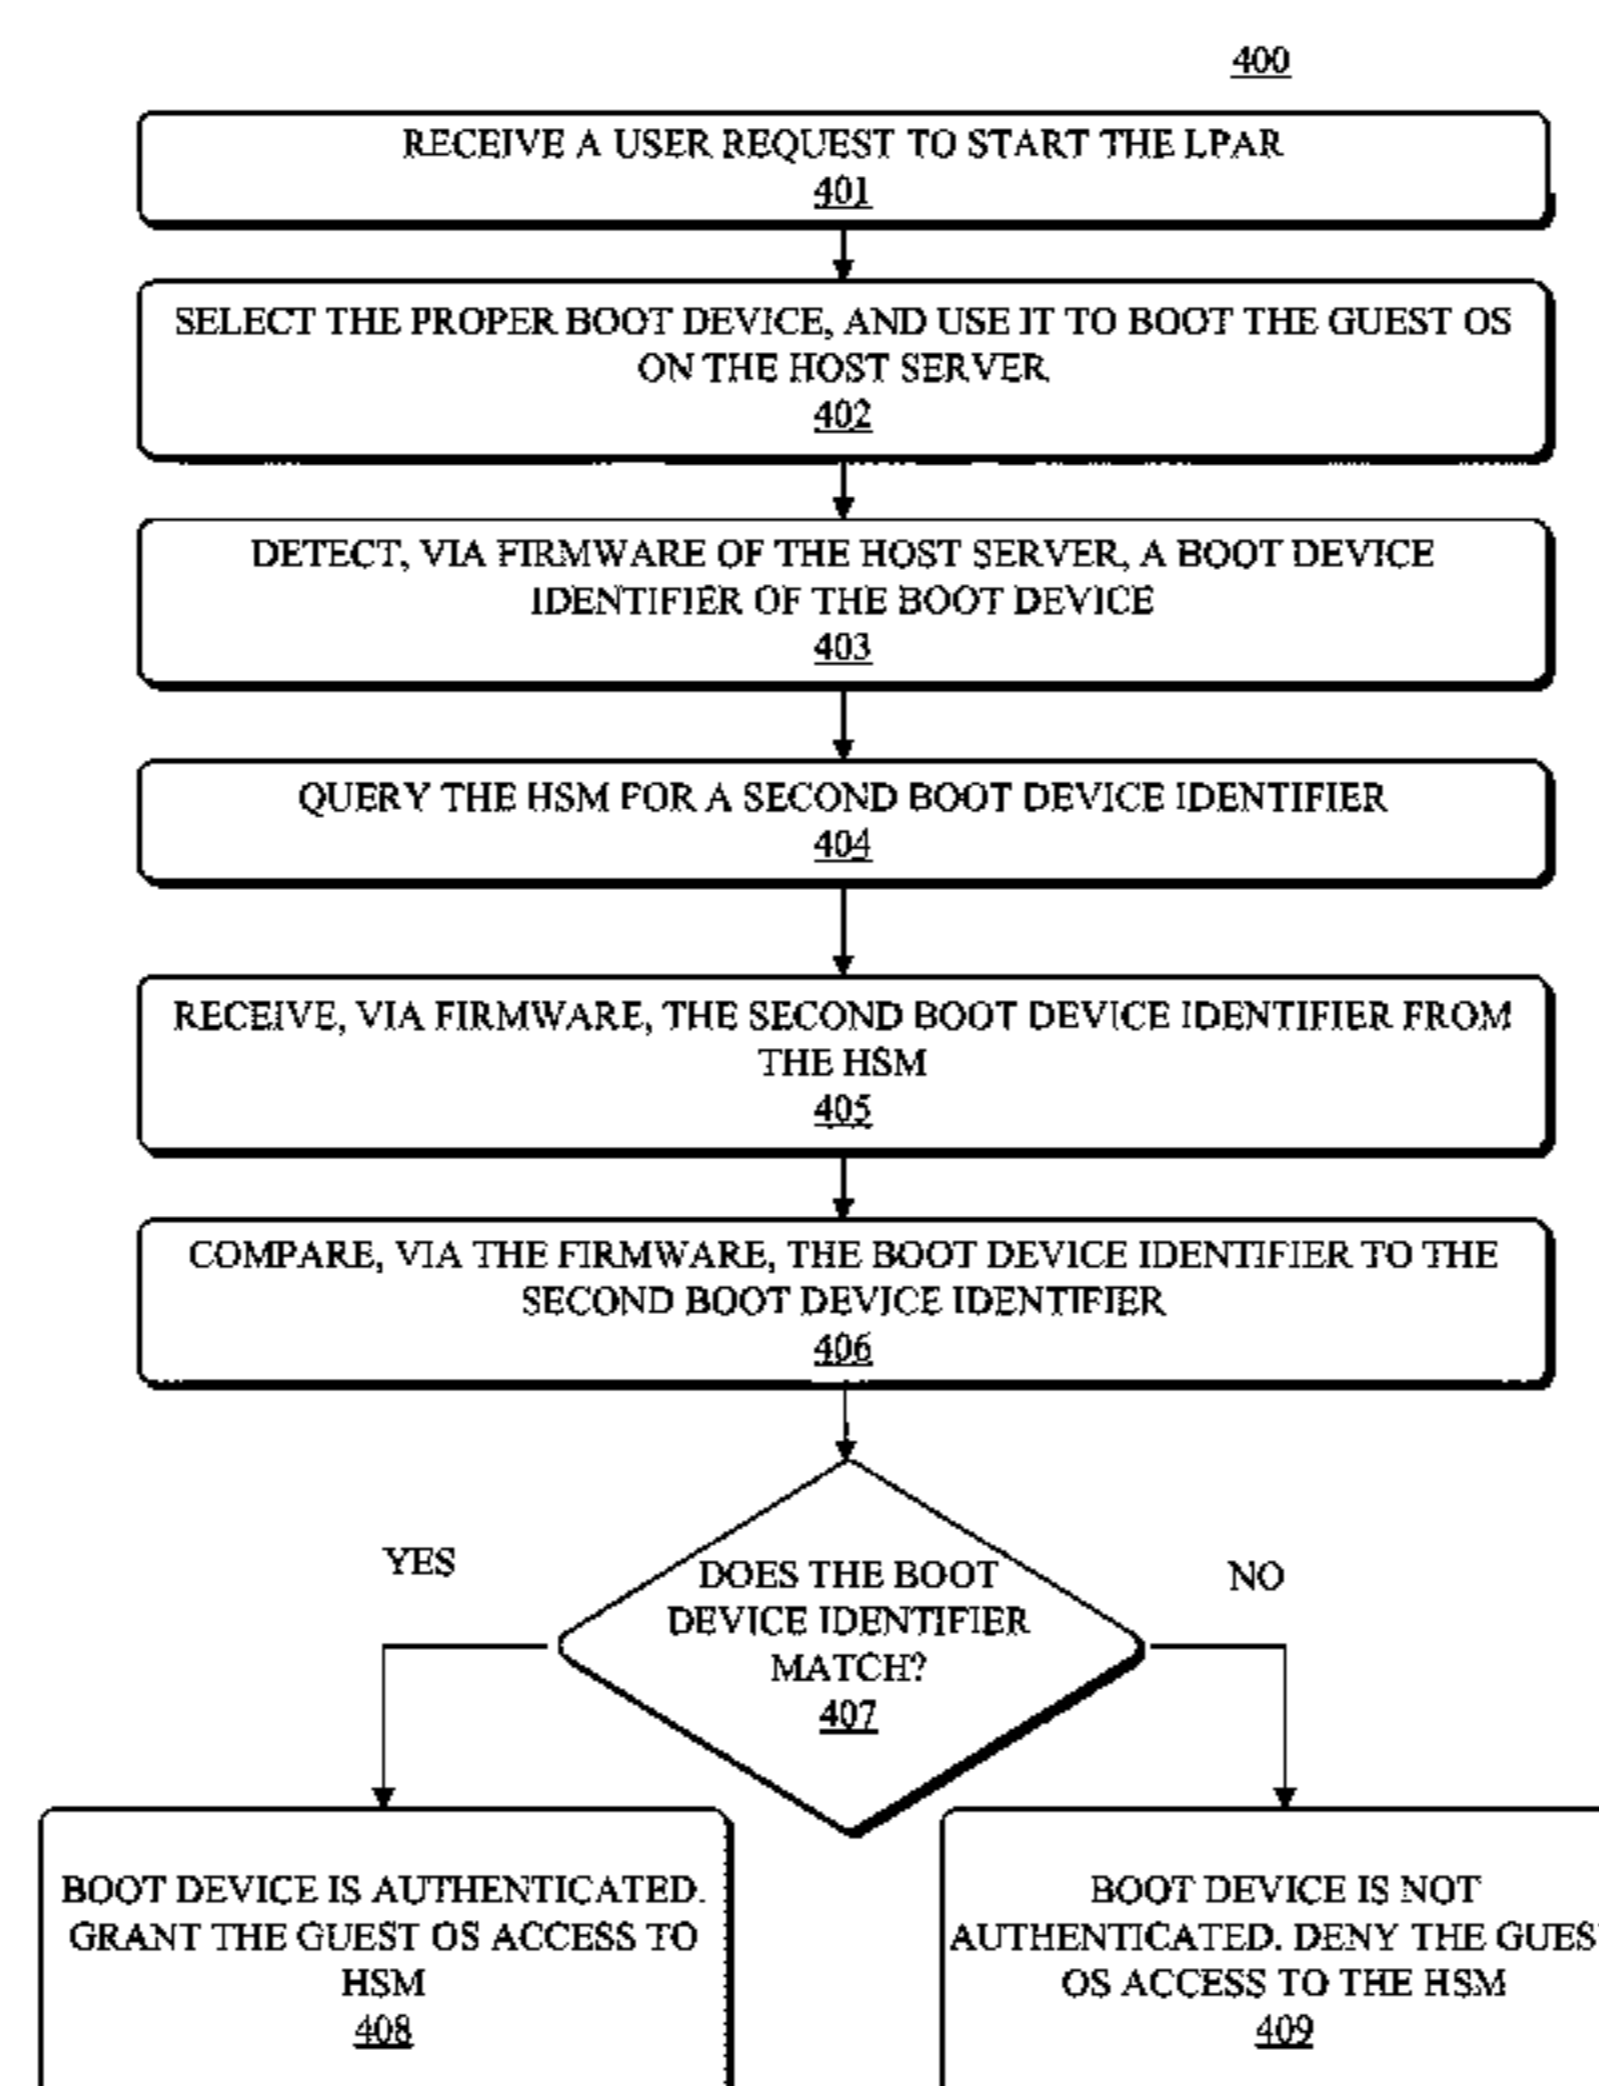 400
RECEIVE A USER REQUEST TO START THE LPAR
401
SELECT THE PROPER BOOT DEVICE, AND USE IT TO BOOT THE GUEST OS
ON THE HOST SERVER
402
DETECT, VIA FIRMWARE OF THE HOST SERVER, A BOOT DEVICE
IDENTIFIER OF THE BOOT DEVICE
403
QUERY THE HSM FOR A SECOND BOOT DEVICE IDENTIFIER
404
RECEIVE, VIA FIRMWARE, THE SECOND BOOT DEVICE IDENTIFIER FROM
THE HSM
405
COMPARE, VIA THE FIRMWARE, THE BOOT DEVICE IDENTIFIER TO THE
SECOND BOOT DEVICE IDENTIFIER
406
YES
DOES THE BOOT
DEVICE IDENTIFIER
MATCH?
407
NO
BOOT DEVICE IS AUTHENTICATED.
GRANT THE GUEST OS ACCESS TO
HSM
408
BOOT DEVICE IS NOT
AUTHENTICATED. DENY THE GUES
OS ACCESS TO THE HSM
409